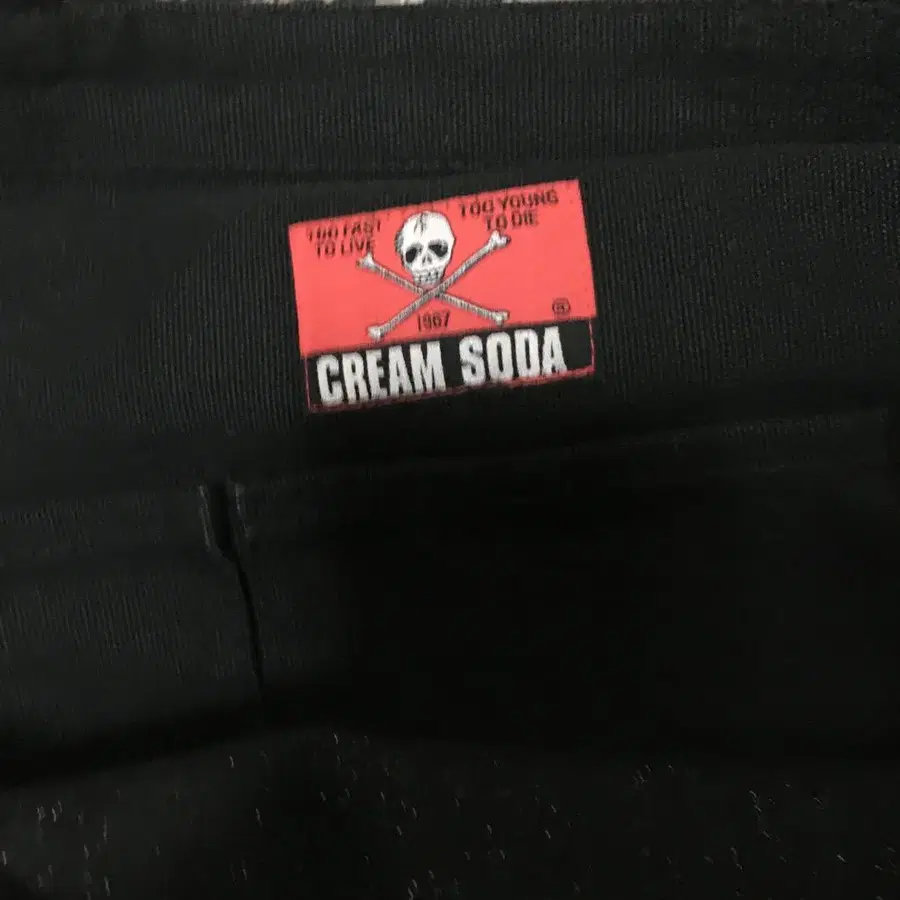 TOO FAST
TO LIVE
TOO YOUNG
TO DIE
®
1967
CREAM SODA